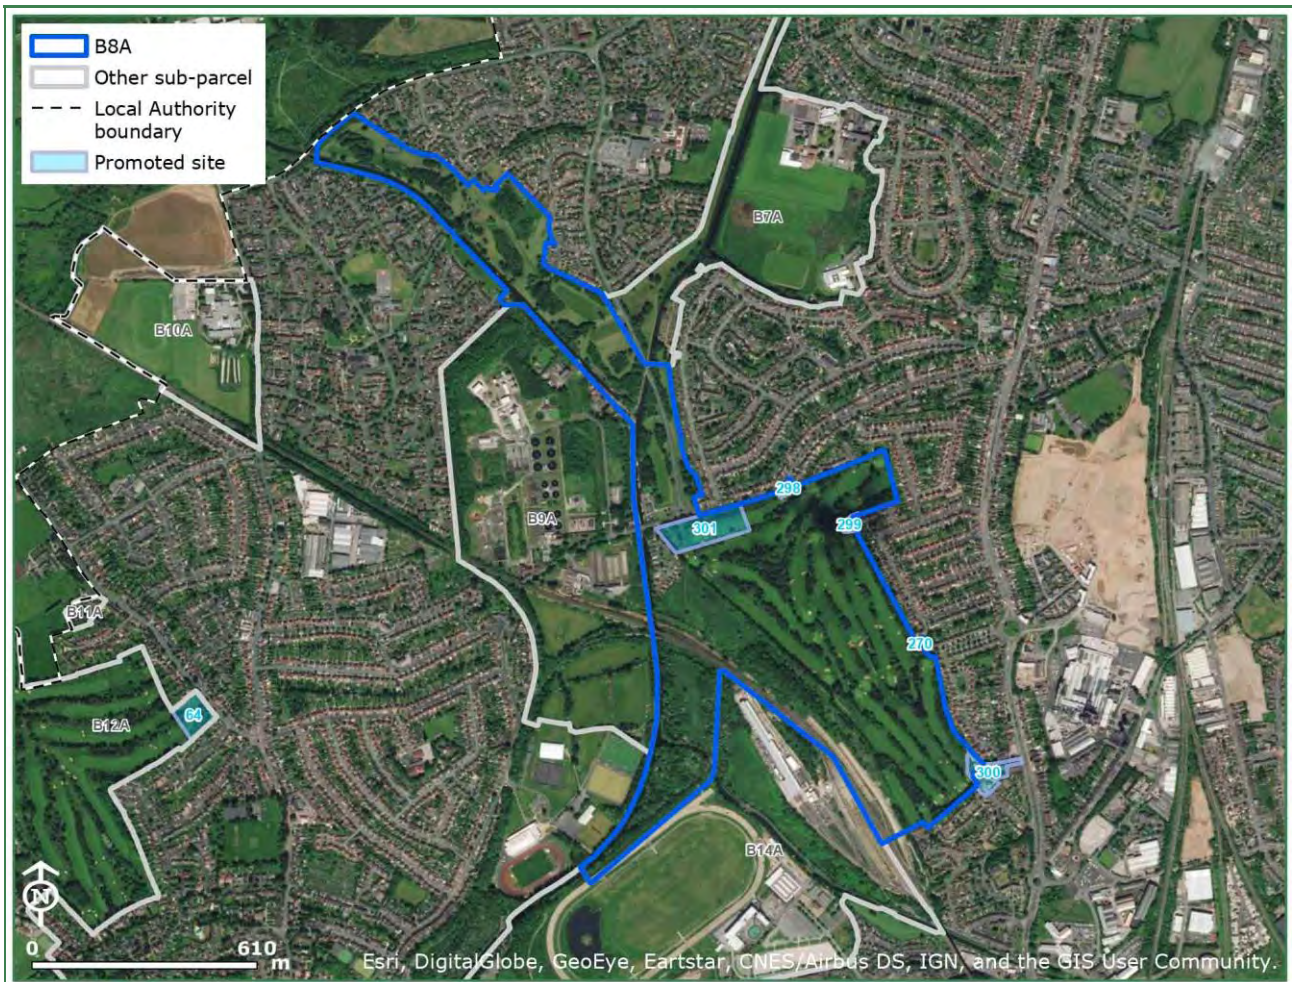 B8A
Other sub-parcel
Local Authority
boundary
Promoted site
B7A
B10A
298
299
301
B9A
B11A
270
64
B12A
300
B14A
N
0 610 m
Esri, DigitalGlobe, GeoEye, Eartstar, CNES/Airbus DS, IGN, and the GIS User Community.